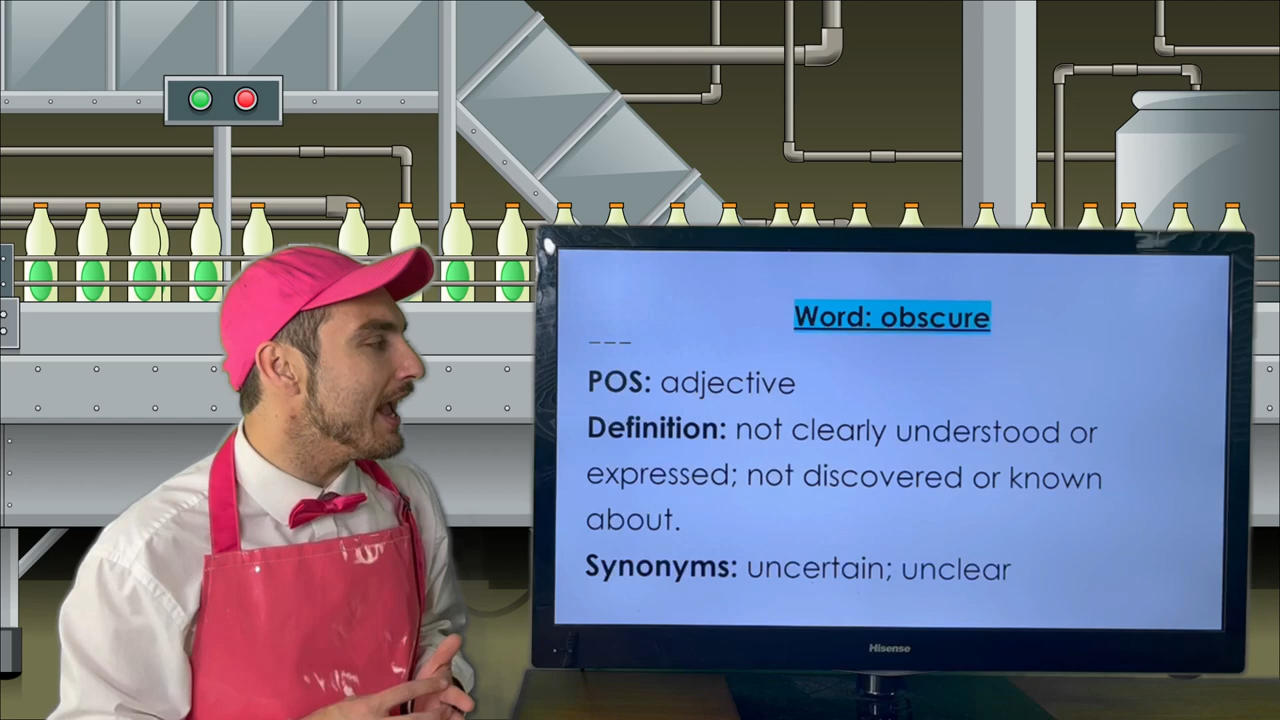 Word: obscure
---
POS: adjective
Definition: not clearly understood or
expressed; not discovered or known
about.
Synonyms: uncertain; unclear
Hisense